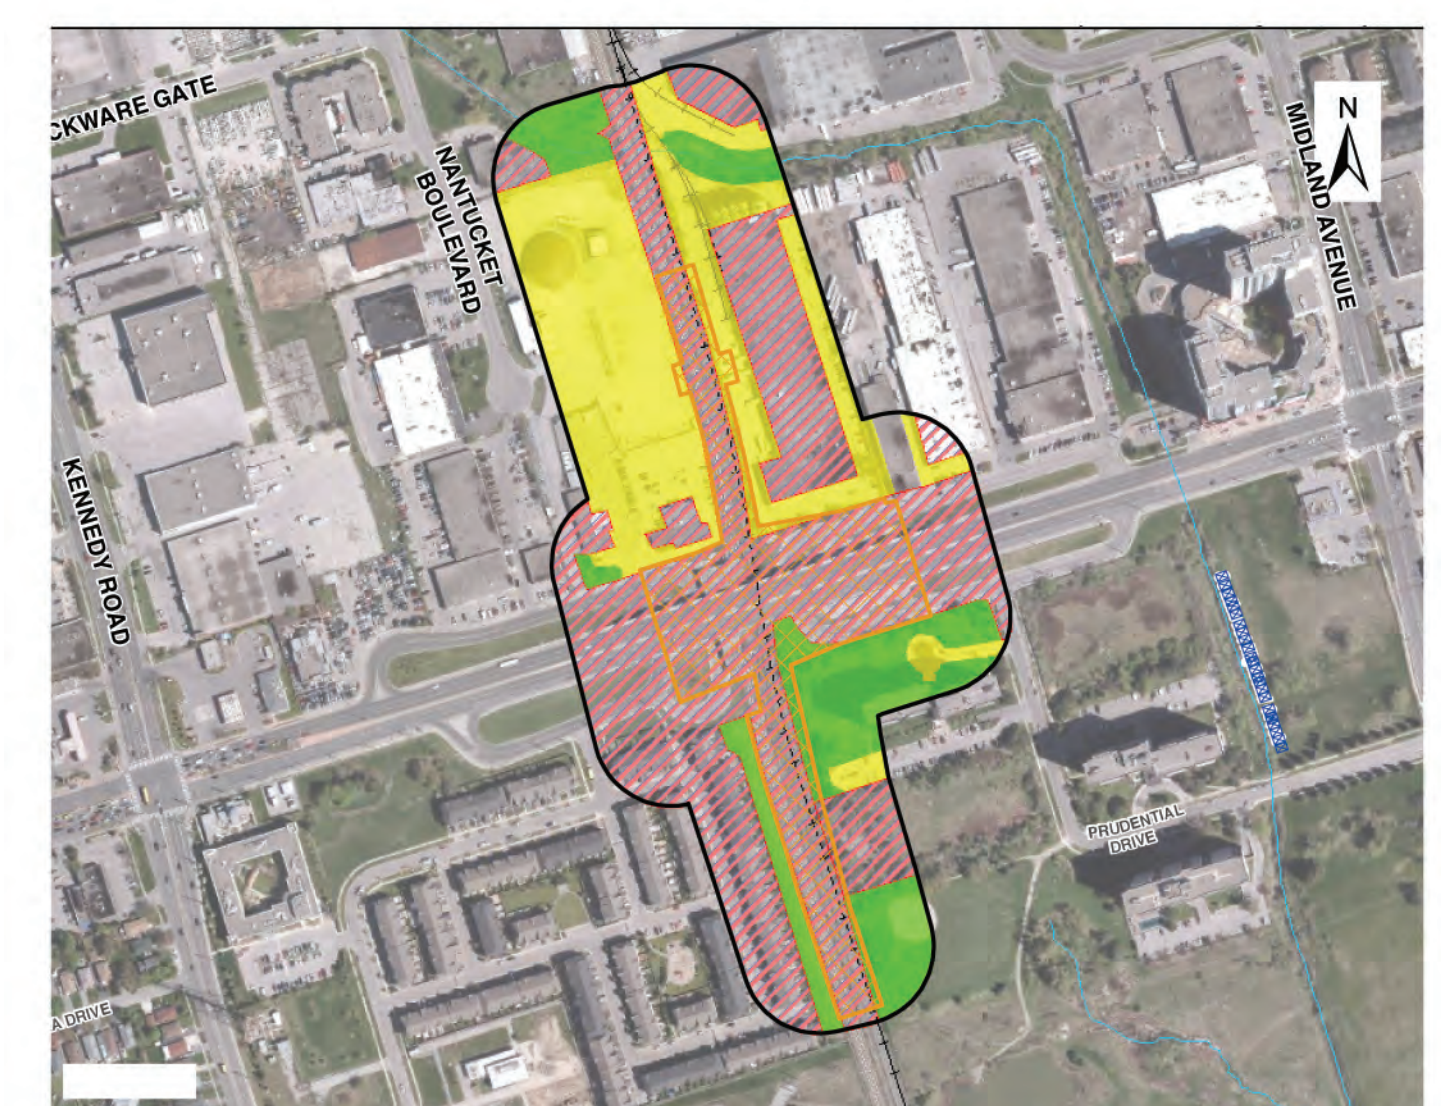 CKWARE GATE
N
MIDLAND AVENUE
NANTUCKET
BOULEVARD
KENNEDY ROAD
PRUDENTIAL
DRIVE
A DRIVE